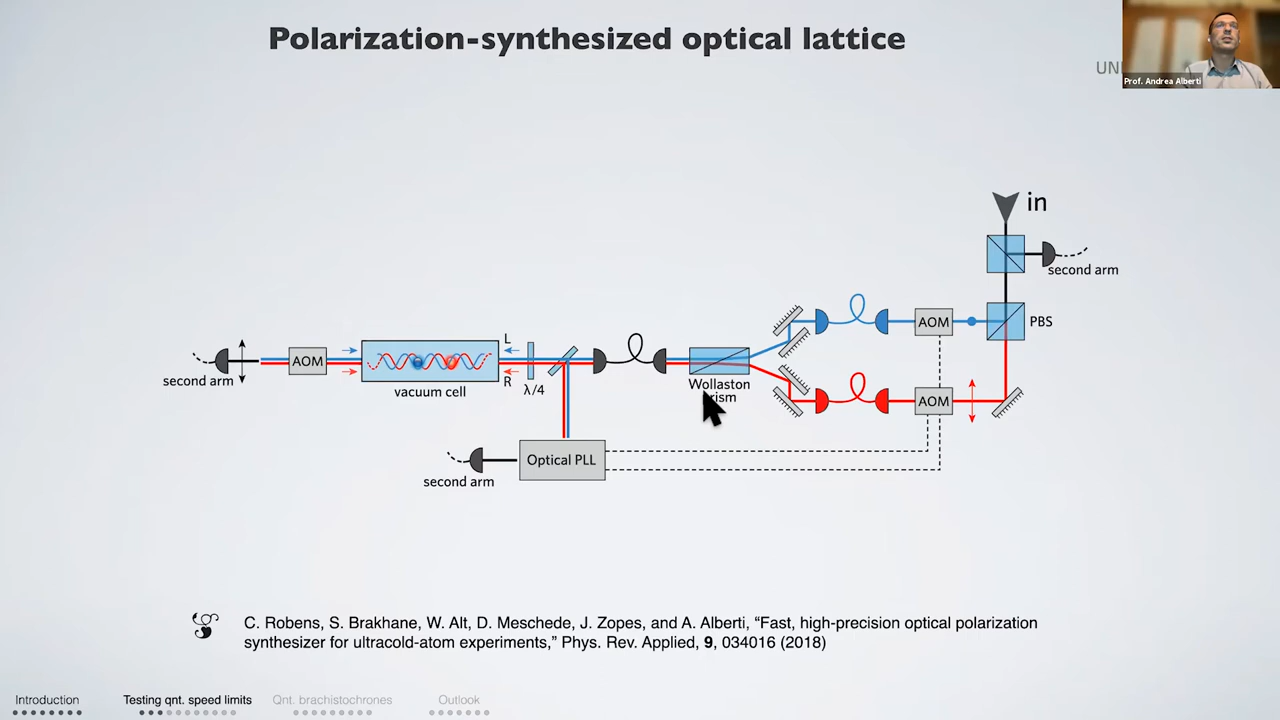 Polarization-synthesized optical lattice
UNI
Prof. Andrea Alberti
in
second arm
PBS
AOM
AOM
Wollaston
rism
L
R
λ/4
vacuum cell
AOM
second arm
Optical PLL
second arm
C. Robens, S. Brakhane, W. Alt, D. Meschede, J. Zopes, and A. Alberti, “Fast, high-precision optical polarization
synthesizer for ultracold-atom experiments,” Phys. Rev. Applied, 9, 034016 (2018)
Introduction
Testing qnt. speed limits
Qnt. brachistochrones
Outlook